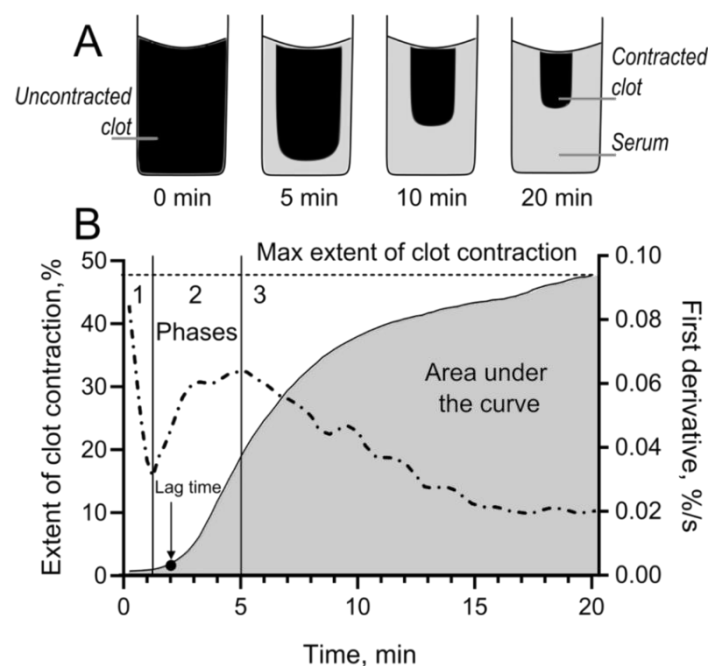 A
Uncontracted
clot
Contracted
clot
Serum
0 min
5 min
10 min
20 min
B
Max extent of clot contraction
1
2
3
Phases
Area under
the curve
Lag time
Extent of clot contraction,%
50
40
30
20
10
0
First derivative, %/s
0.10
0.08
0.06
0.04
0.02
0.00
0
5
10
15
20
Time, min